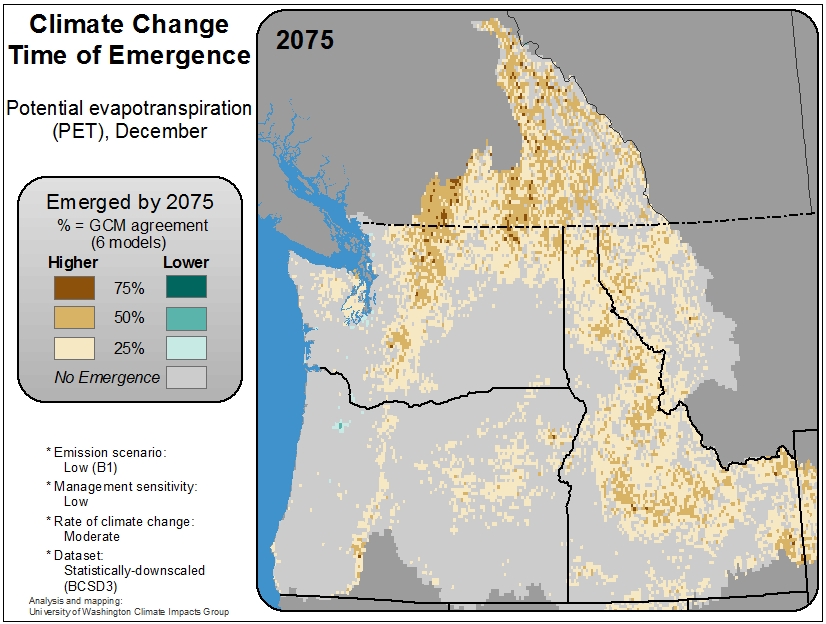 Climate Change
Time of Emergence
Potential evapotranspiration
(PET), December
Emerged by 2075
% = GCM agreement
(6 models)
Higher Lower
75%
50%
25%
No Emergence
* Emission scenario:
Low (B1)
* Management sensitivity:
Low
* Rate of climate change:
Moderate
* Dataset:
Statistically-downscaled
(BCSD3)
Analysis and mapping:
University of Washington Climate Impacts Group
2075